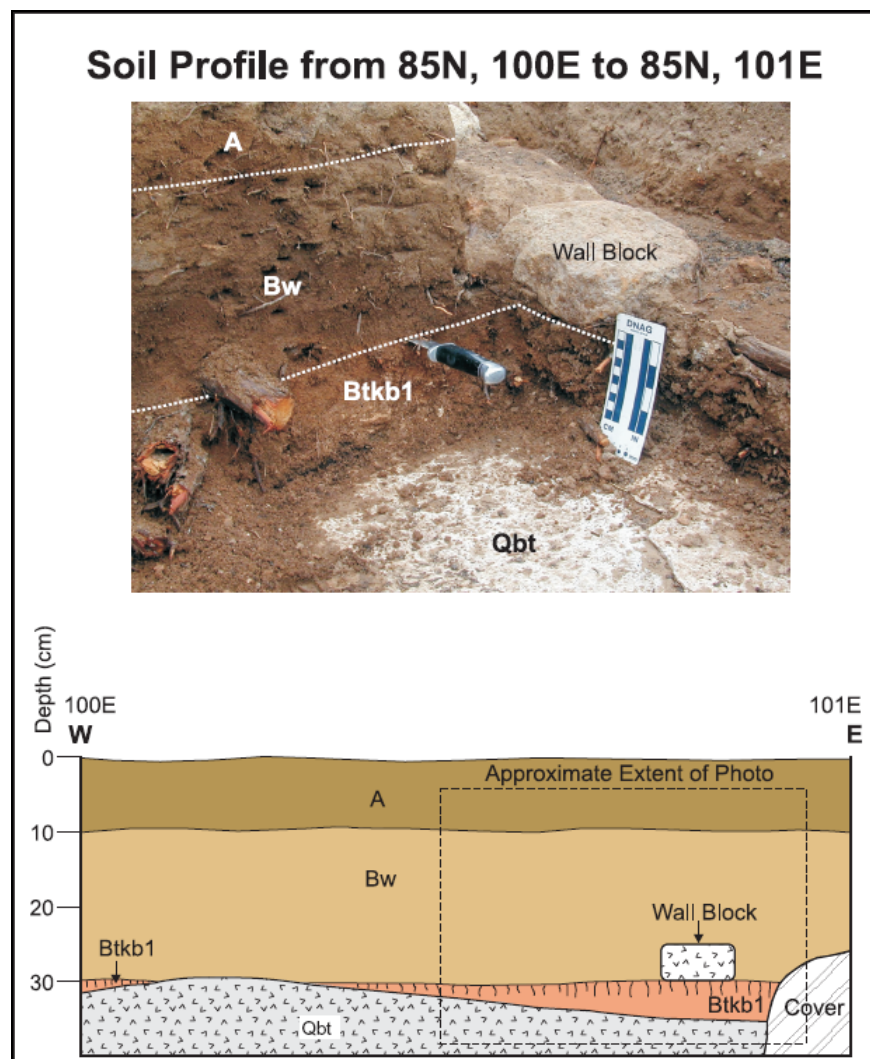 Soil Profile from 85N, 100E to 85N, 101E
A
Wall Block
Bw
DNAG
Btkb1
CM IN
Qbt
Depth (cm)
100E 101E
W E
0
Approximate Extent of Photo
A
10
Bw
20
Wall Block
Btkb1
30
Btkb1
Cover
Qbt